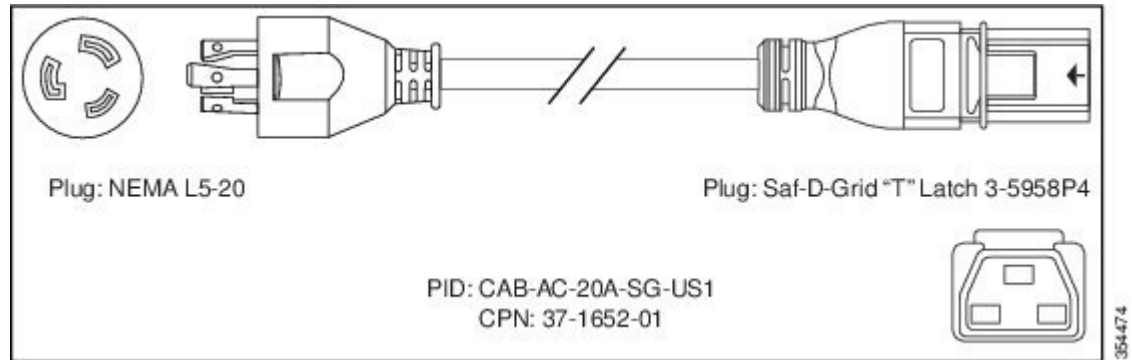 Plug: NEMA L5-20
Plug: Saf-D-Grid “T” Latch 3-5958P4
PID: CAB-AC-20A-SG-US1
CPN: 37-1652-01
354474